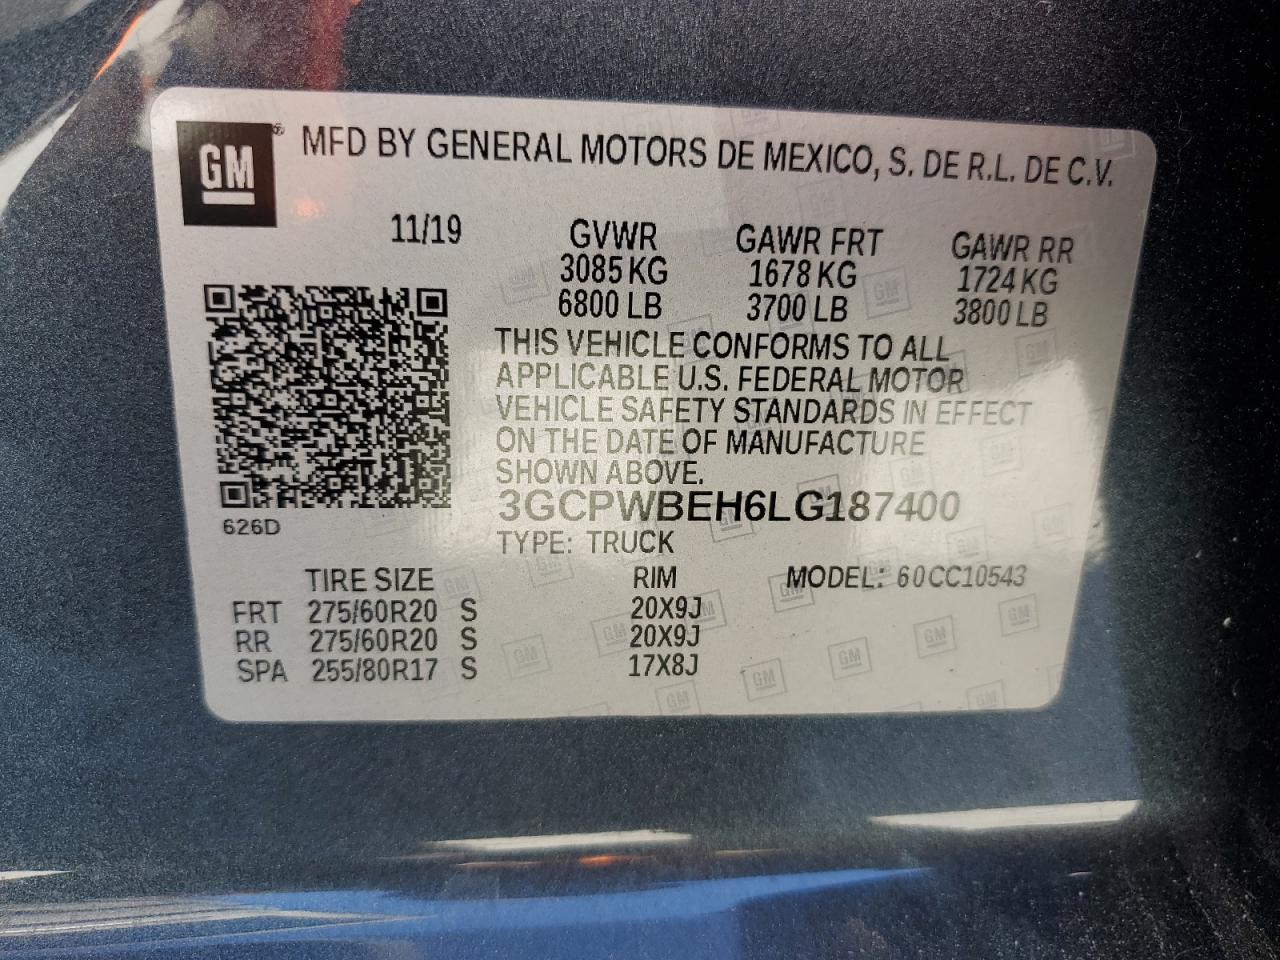 GM® MFD BY GENERAL MOTORS DE MEXICO, S. DE R.L. DE C.V.
11/19 GVWR GAWR FRT GAWR RR
3085 KG 1678 KG 1724 KG
6800 LB 3700 LB 3800 LB
THIS VEHICLE CONFORMS TO ALL
APPLICABLE U.S. FEDERAL MOTOR
VEHICLE SAFETY STANDARDS IN EFFECT
ON THE DATE OF MANUFACTURE
SHOWN ABOVE.
3GCPWBEH6LG187400
626D
TYPE: TRUCK
TIRE SIZE RIM MODEL: 60CC10543
FRT 275/60R20 S 20X9J
RR 275/60R20 S 20X9J
SPA 255/80R17 S 17X8J